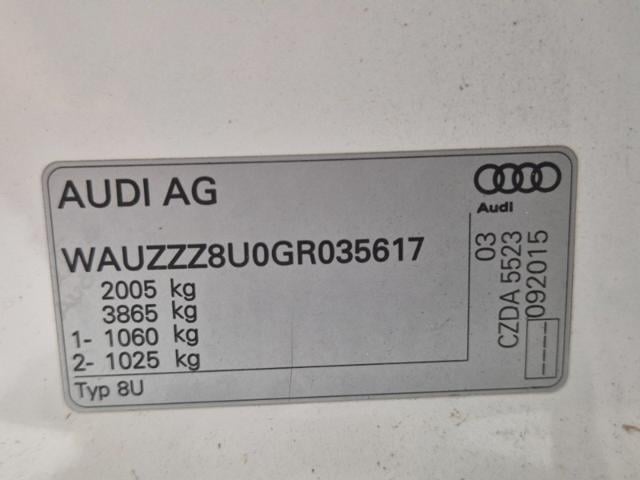 AUDI AG
Audi
WAUZZZ8U0GR035617
2005 kg
3865 kg
1- 1060 kg
2- 1025 kg
Typ 8U
03
CZDA 5523
092015
-----